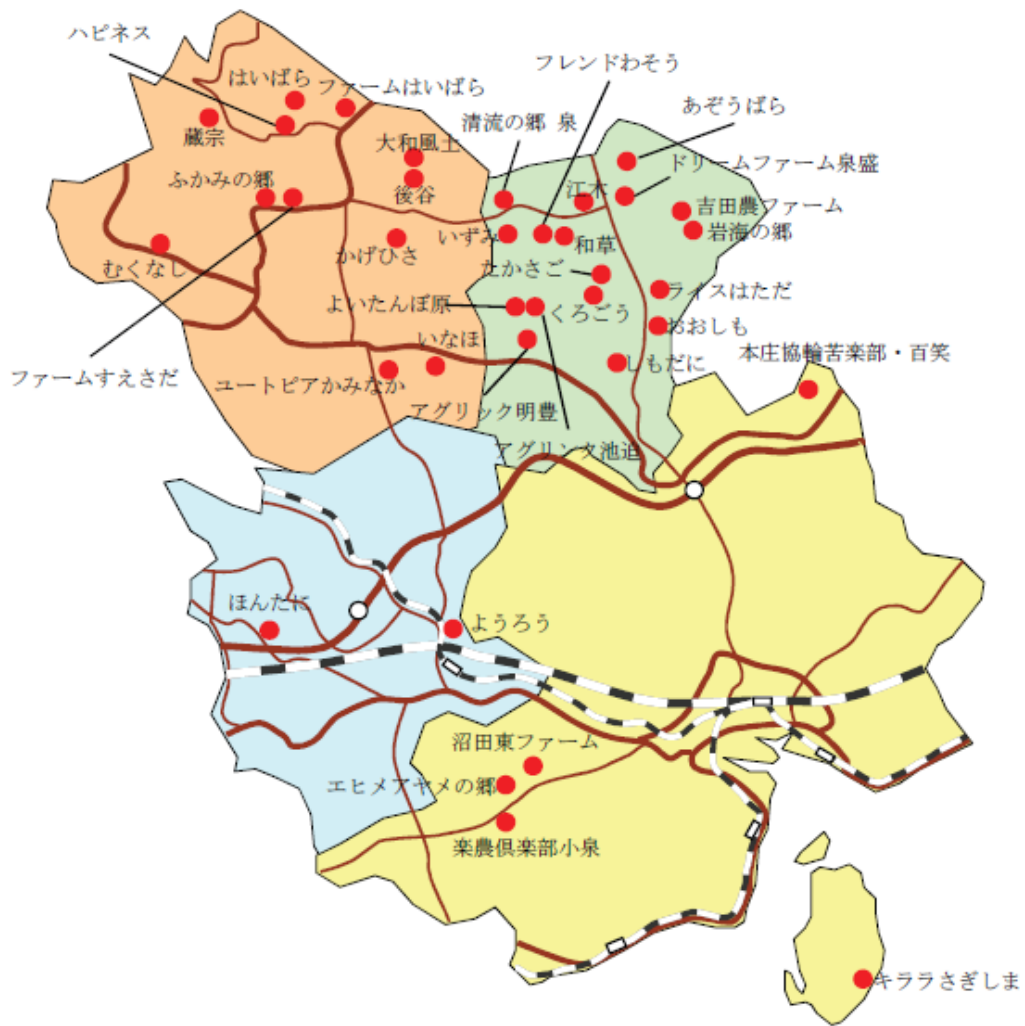 ハピネス
はいばら
ファームはいばら
蔵宗
大和風土
後谷
ふかみの郷
かげひさ
むくなし
ファームすえさだ
いなほ
ユートピアかみなか
フレンドわそう
清流の郷 泉
あぞうばら
ドリームファーム泉盛
江木
吉田農ファーム
岩海の郷
いずみ
和草
たかさご
ライスはただ
よいたんぼ原
くろごう
おおしも
しもだに
本庄協輪苦楽部・百笑
アグリック明豊
アグリンク池迫
ほんたに
ようろう
沼田東ファーム
エヒメアヤメの郷
楽農倶楽部小泉
キララさぎしま